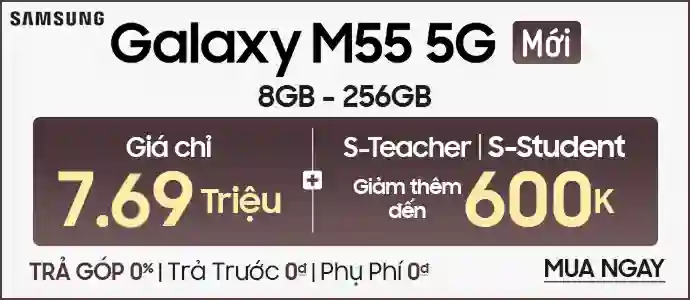 SAMSUNG
Galaxy M55 5G Mới
8GB - 256GB
Giá chỉ
7.69 Triệu
+
S-Teacher | S-Student
Giảm thêm
đến
600K
TRẢ GÓP 0% | Trả Trước 0đ | Phụ Phí 0đ
MUA NGAY